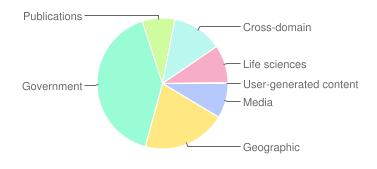 Publications
Cross-domain
Life sciences
User-generated content
Government
Media
Geographic